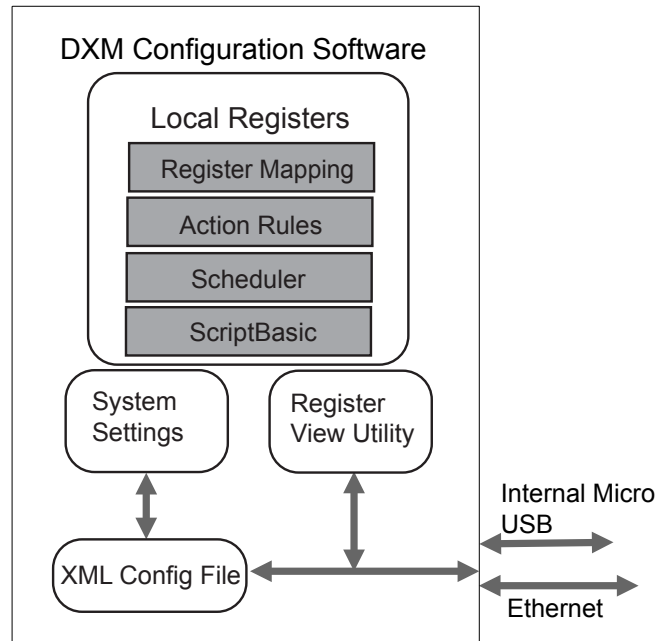 DXM Configuration Software
Local Registers
Register Mapping
Action Rules
Scheduler
ScriptBasic
System
Settings
Register
View Utility
XML Config File
Internal Micro
USB
Ethernet